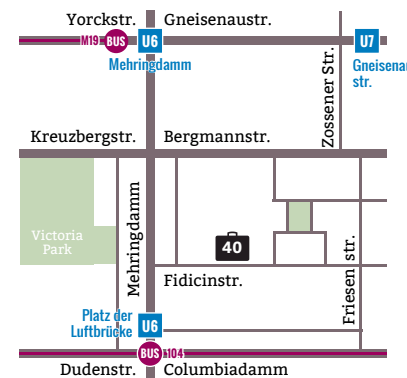 Yorckstr. Gneisenaustr.
M19 BUS U6 U7
Mehringdamm
Gneisenau
str.
Zossener Str.
Kreuzbergstr. Bergmannstr.
Victoria
Park
Mehringdamm
40
Friesen str.
Fidicinstr.
Platz der
Luftbrücke U6
BUS 104
Dudenstr. Columbiadamm